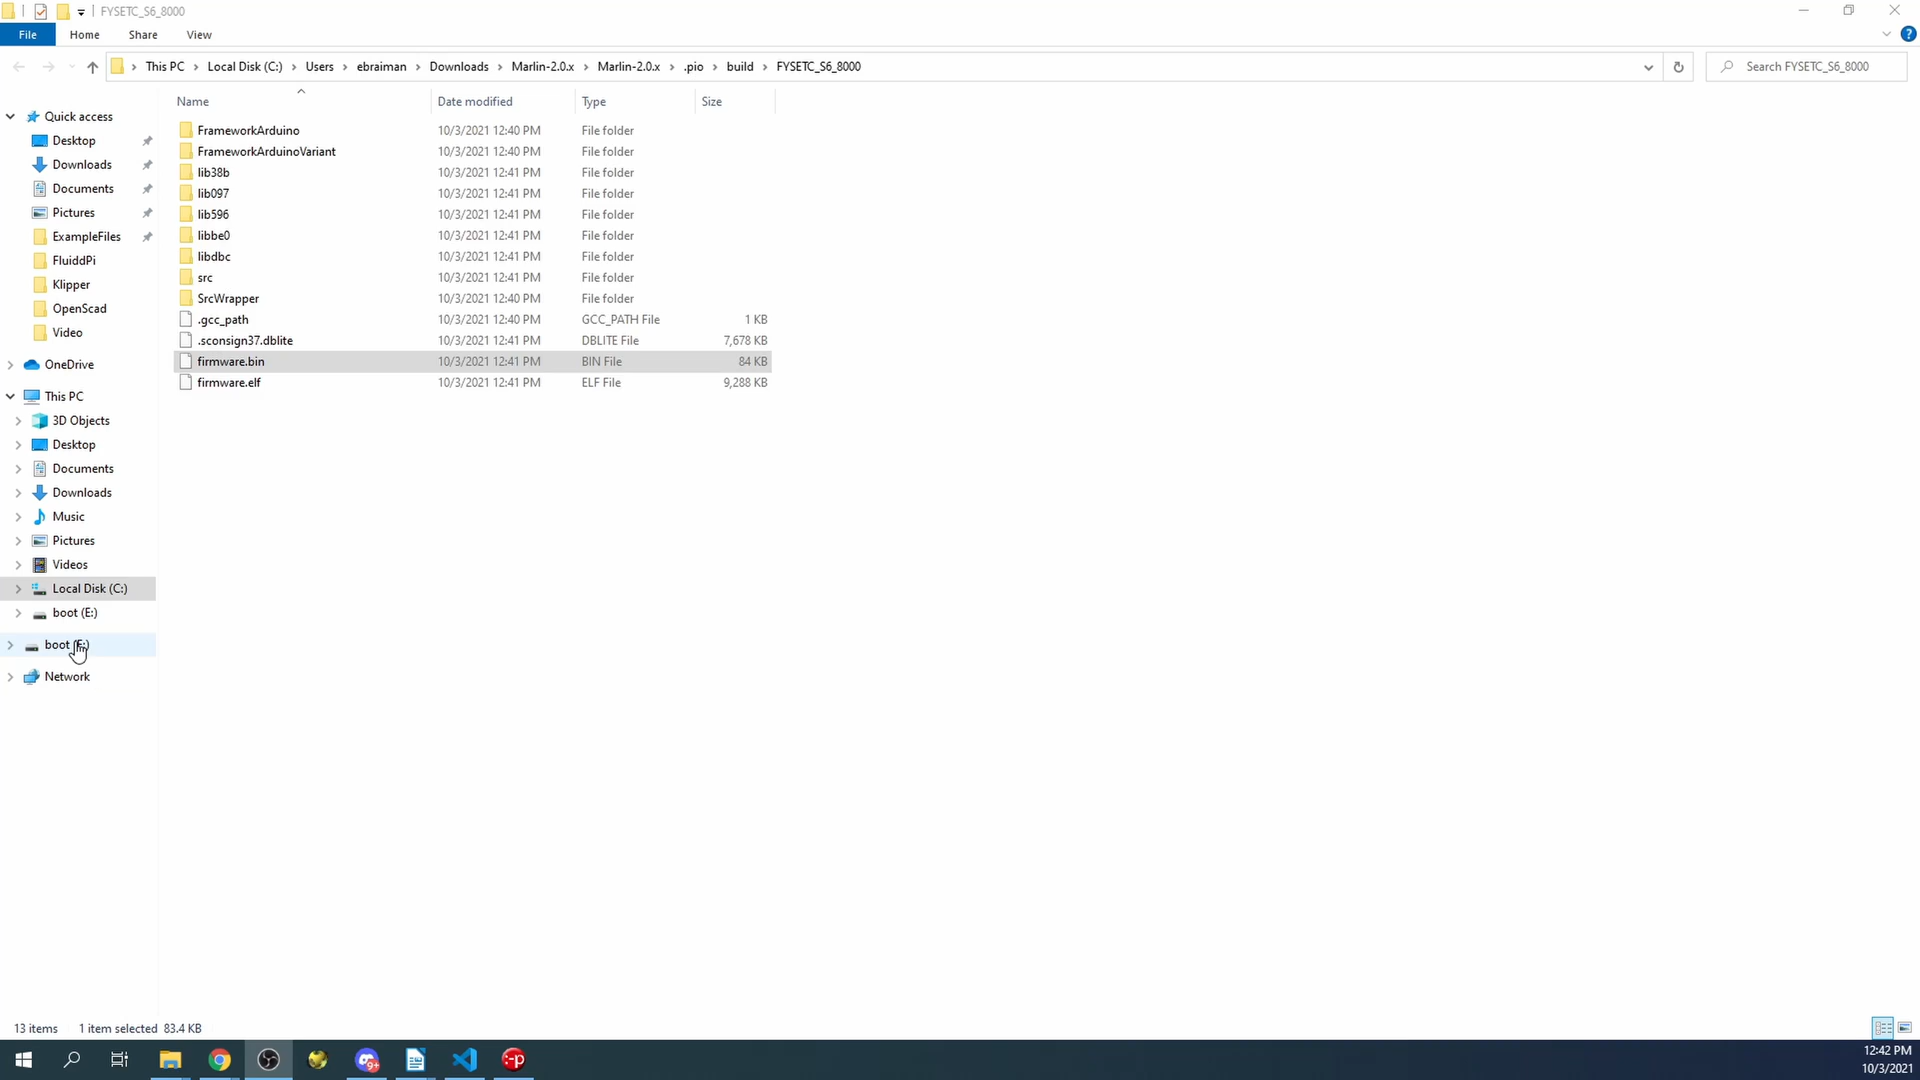 FYSETC_S6_8000
File Home Share View
This PC Local Disk (C:) Users ebraiman Downloads Marlin-2.0.x Marlin-2.0.x .pio build FYSETC_S6_8000
Search FYSETC_S6_8000
Name Date modified Type Size
Quick access
Desktop
Downloads
Documents
Pictures
ExampleFiles
FluiddPi
Klipper
OpenScad
Video
OneDrive
This PC
3D Objects
Desktop
Documents
Downloads
Music
Pictures
Videos
Local Disk (C:)
boot (E:)
boot (E:)
Network
FrameworkArduino 10/3/2021 12:40 PM File folder
FrameworkArduinoVariant 10/3/2021 12:40 PM File folder
lib38b 10/3/2021 12:41 PM File folder
lib097 10/3/2021 12:41 PM File folder
lib596 10/3/2021 12:41 PM File folder
libbe0 10/3/2021 12:41 PM File folder
libdbc 10/3/2021 12:41 PM File folder
src 10/3/2021 12:41 PM File folder
SrcWrapper 10/3/2021 12:40 PM File folder
.gcc_path 10/3/2021 12:40 PM GCC_PATH File 1 KB
.sconsign37.dblite 10/3/2021 12:41 PM DBLITE File 7,678 KB
firmware.bin 10/3/2021 12:41 PM BIN File 84 KB
firmware.elf 10/3/2021 12:41 PM ELF File 9,288 KB
13 items 1 item selected 83.4 KB
9+
:-p
12:42 PM
10/3/2021